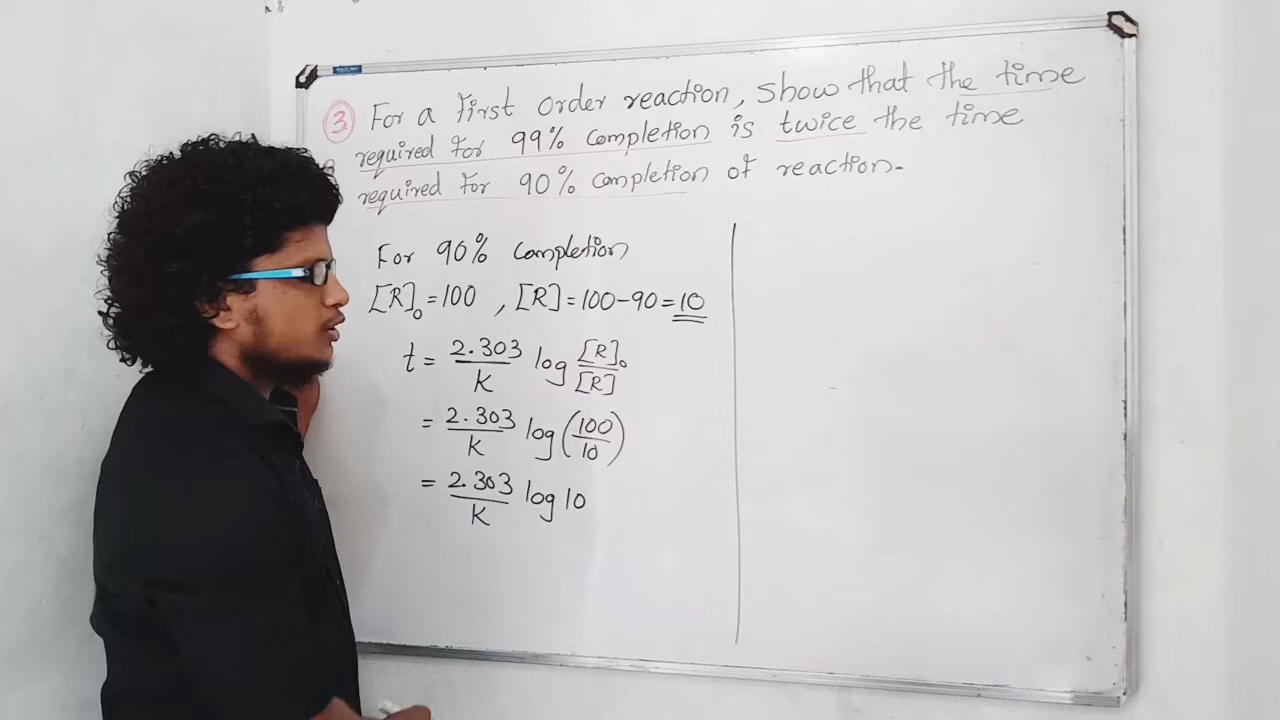 ③ For a first order reaction, show that the time
required for 99% completion is twice the time
required for 90% completion of reaction.
For 90% completion
[R]₀ = 100 , [R] = 100-90 = 10
t = 2.303/K log [R]₀/[R]
= 2.303/K log (100/10)
= 2.303/K log 10